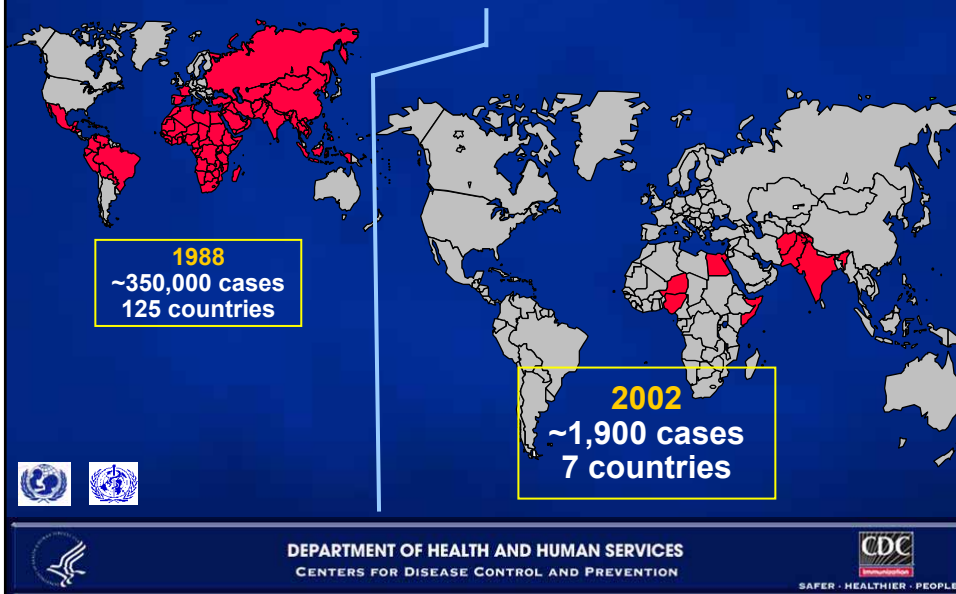 1988
~350,000 cases
125 countries
2002
~1,900 cases
7 countries
DEPARTMENT OF HEALTH AND HUMAN SERVICES
CENTERS FOR DISEASE CONTROL AND PREVENTION
CDC
Immunization
SAFER · HEALTHIER · PEOPLE